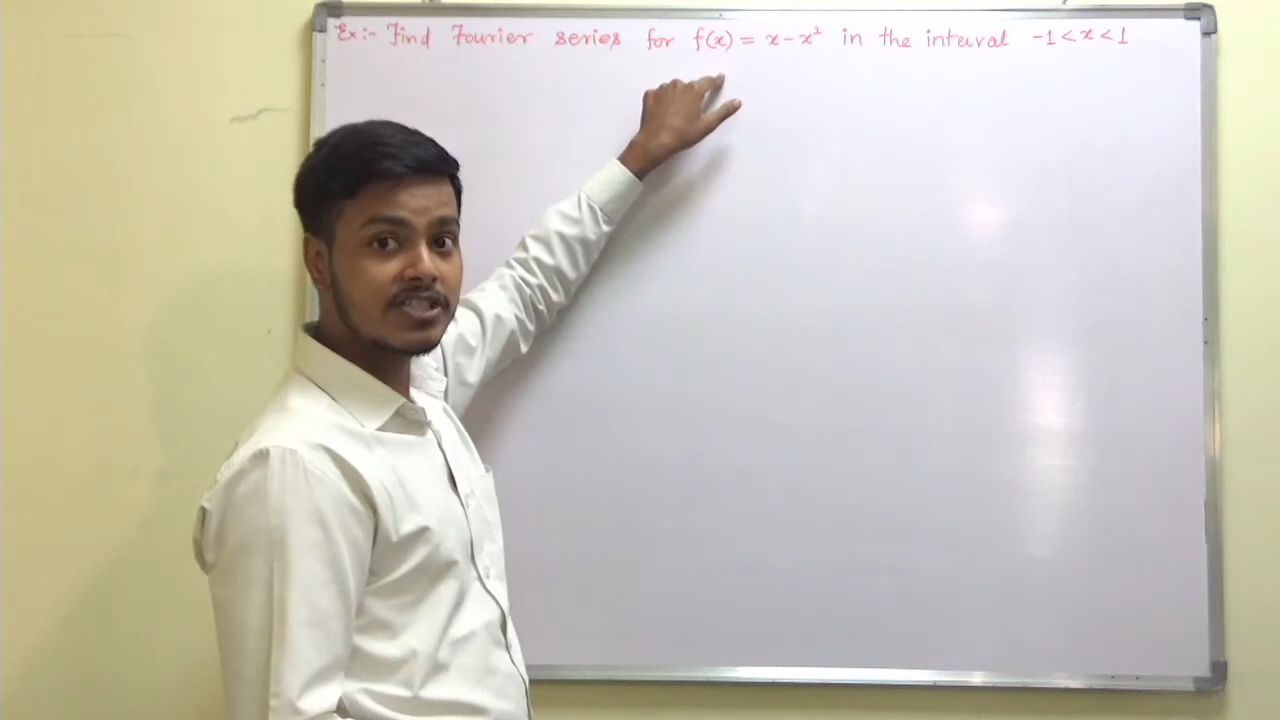 Ex:- Find Fourier series for f(x) = x-x² in the interval -1<x<1